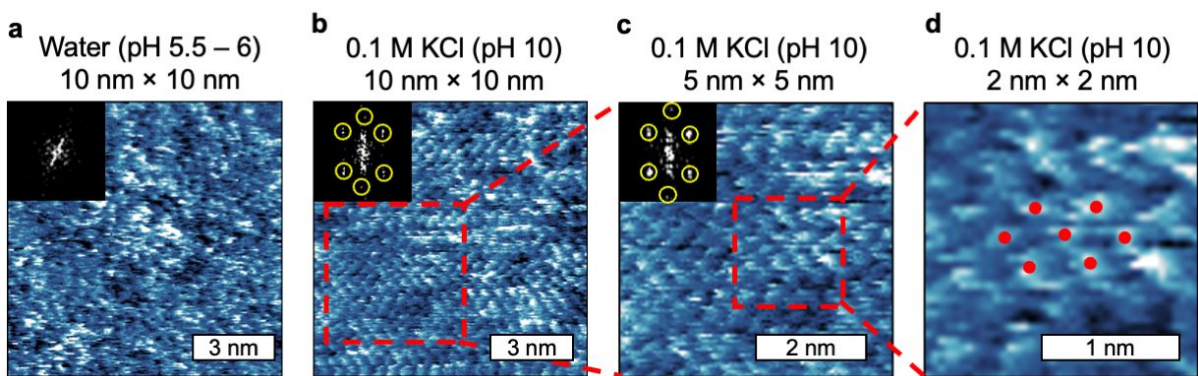 a
Water (pH 5.5 – 6)
10 nm × 10 nm
3 nm
b
0.1 M KCl (pH 10)
10 nm × 10 nm
3 nm
c
0.1 M KCl (pH 10)
5 nm × 5 nm
2 nm
d
0.1 M KCl (pH 10)
2 nm × 2 nm
1 nm